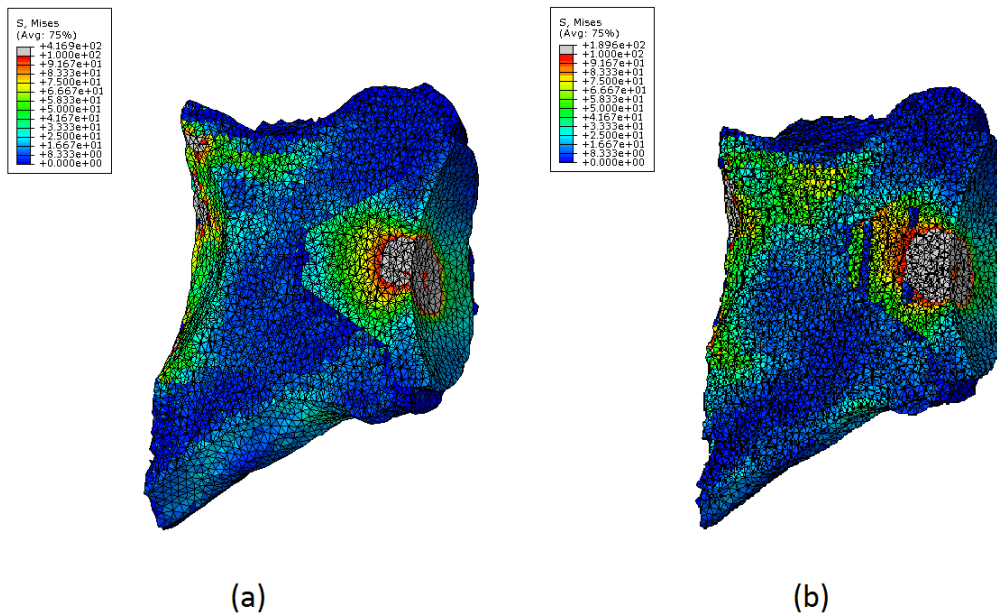 S, Mises
(Avg: 75%)
+4.169e+02
+1.000e+02
+9.167e+01
+8.333e+01
+7.500e+01
+6.667e+01
+5.833e+01
+5.000e+01
+4.167e+01
+3.333e+01
+2.500e+01
+1.667e+01
+8.333e+00
+0.000e+00
S, Mises
(Avg: 75%)
+1.896e+02
+1.000e+02
+9.167e+01
+8.333e+01
+7.500e+01
+6.667e+01
+5.833e+01
+5.000e+01
+4.167e+01
+3.333e+01
+2.500e+01
+1.667e+01
+8.333e+00
+0.000e+00
(a)
(b)